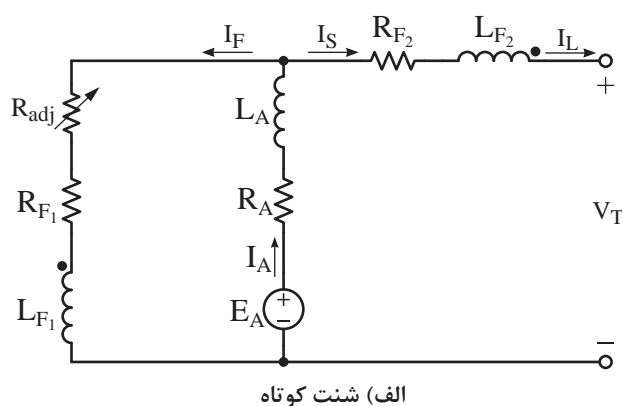 I_F I_S R_F₂ L_F₂ I_L
+
R_adj L_A
R_F₁ R_A V_T
I_A
L_F₁ E_A + −
−
الف) شنت کوتاه